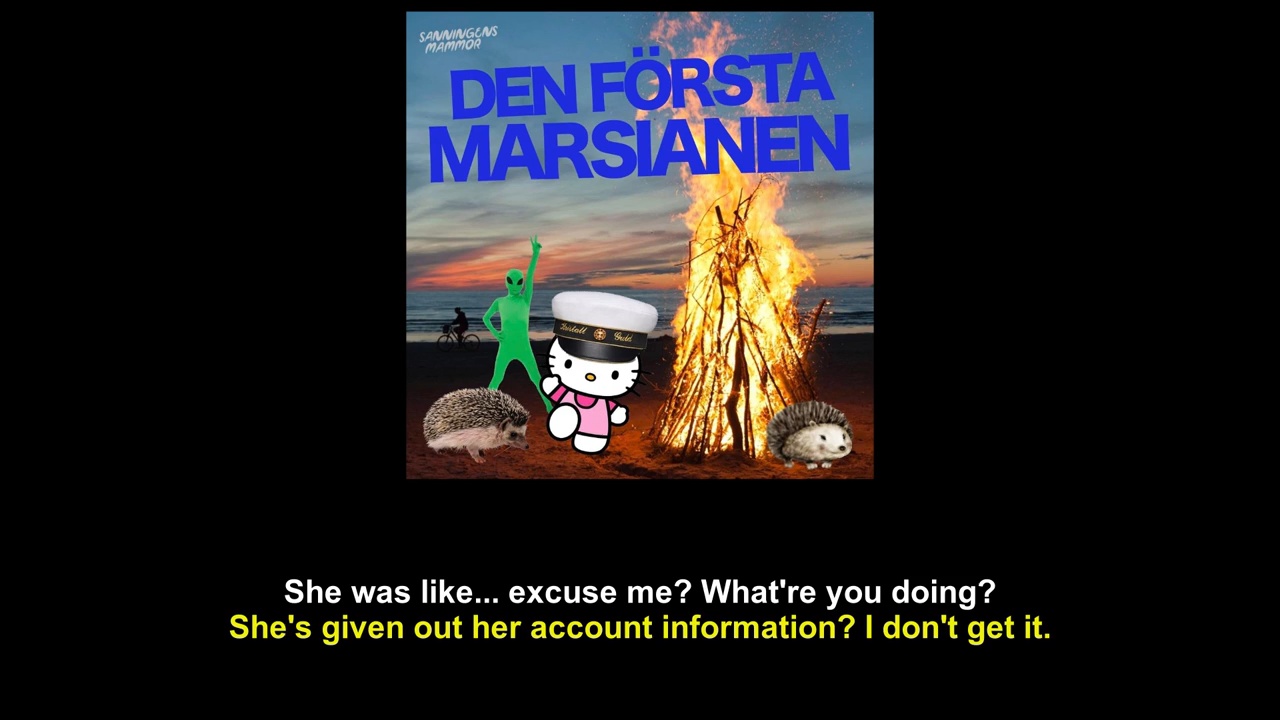 SANNINGENS
MAMMOR
DEN FÖRSTA
MARSIANEN
She was like... excuse me? What're you doing?
She's given out her account information? I don't get it.